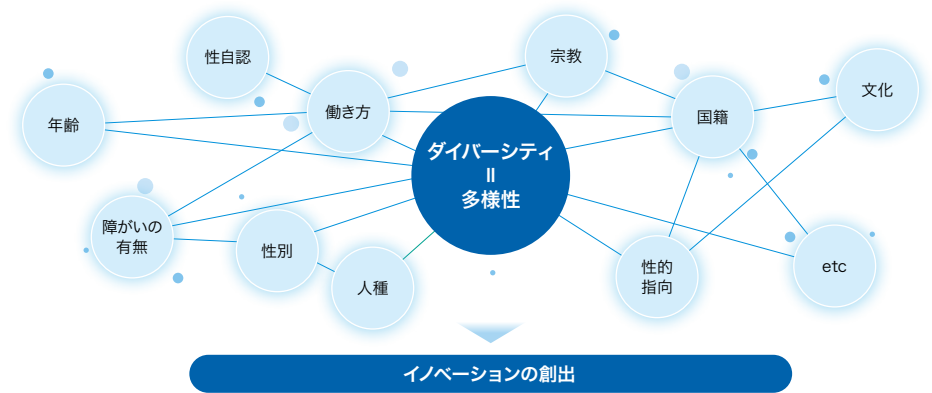 性自認
宗教
年齢
働き方
国籍
文化
ダイバーシティ
=
多様性
障がいの
有無
性別
人種
性的
指向
etc
イノベーションの創出